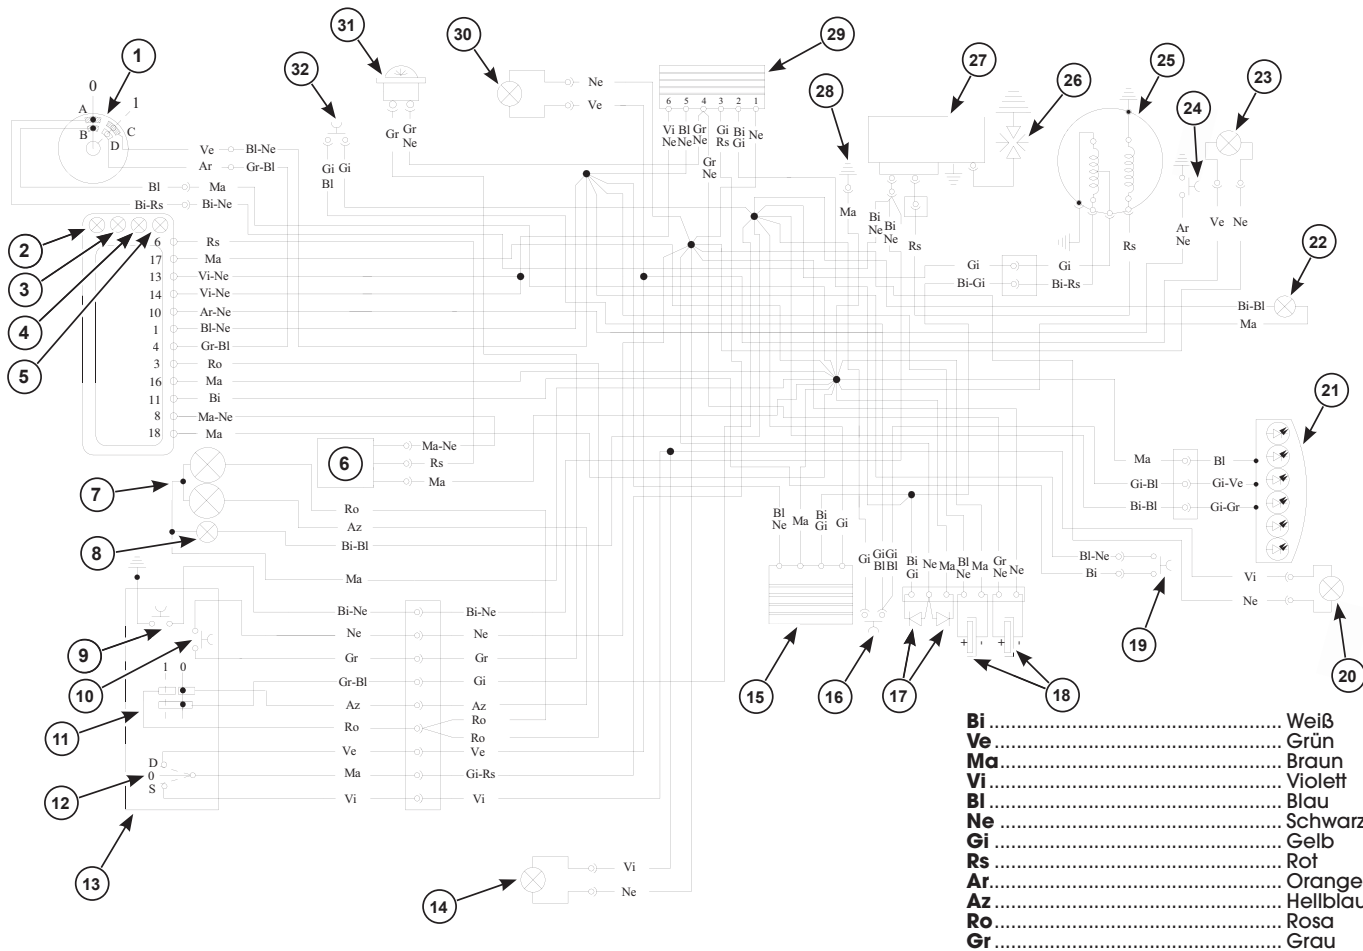 31
30
29
1
32
27
26
25
23
28
24
0
1
A
B
C
D
6 5 4 3 2 1
Ne
Ve
Gr
Gr
Ne
Vi
Ne
Bl
Ne
Gr
Ne
Gi
Rs
Bi
Gi
Ne
Gr
Ne
Ve Bl-Ne
Ar Gr-Bl
Bl Ma
Bi-Rs Bi-Ne
Gi
Bl
Gi
Ma
Bi
Ne
Bi
Ne
Rs
Rs
Ar
Ne
Ve
Ne
2
3
4
5
6 Rs
17 Ma
13 Vi-Ne
14 Vi-Ne
10 Ar-Ne
1 Bl-Ne
4 Gr-Bl
3 Ro
16 Ma
11 Bi
8 Ma-Ne
18 Ma
Gi Gi
Bi-Gi Bi-Rs
22
Bi-Bl
Ma
21
6
Ma-Ne
Rs
Ma
Ma Bl
Gi-Bl Gi-Ve
Bi-Bl Gi-Gr
7
8
Ro
Az
Bi-Bl
Ma
Bl
Ne
Ma
Bi
Gi
Gi
Gi
Gi
Bl
Gi
Bl
Bi
Gi
Ne
Ma
Bl
Ne
Ma
Gr
Ne
Ne
Bl-Ne
Bi
Vi
Ne
9
10
11
12
13
1 0
D
0
S
Bi-Ne Bi-Ne
Ne Ne
Gr Gr
Gr-Bl Gi
Az Az
Ro Ro
Ro
Ve Ve
Ma Gi-Rs
Vi Vi
+ - + -
15
16
17
18
19
20
14
Vi
Ne
Bi ............ Weiß
Ve ............ Grün
Ma ............ Braun
Vi ............ Violett
Bl ............ Blau
Ne ............ Schwarz
Gi ............ Gelb
Rs ............ Rot
Ar ............ Orange
Az ............ Hellblau
Ro ............ Rosa
Gr ............ Grau